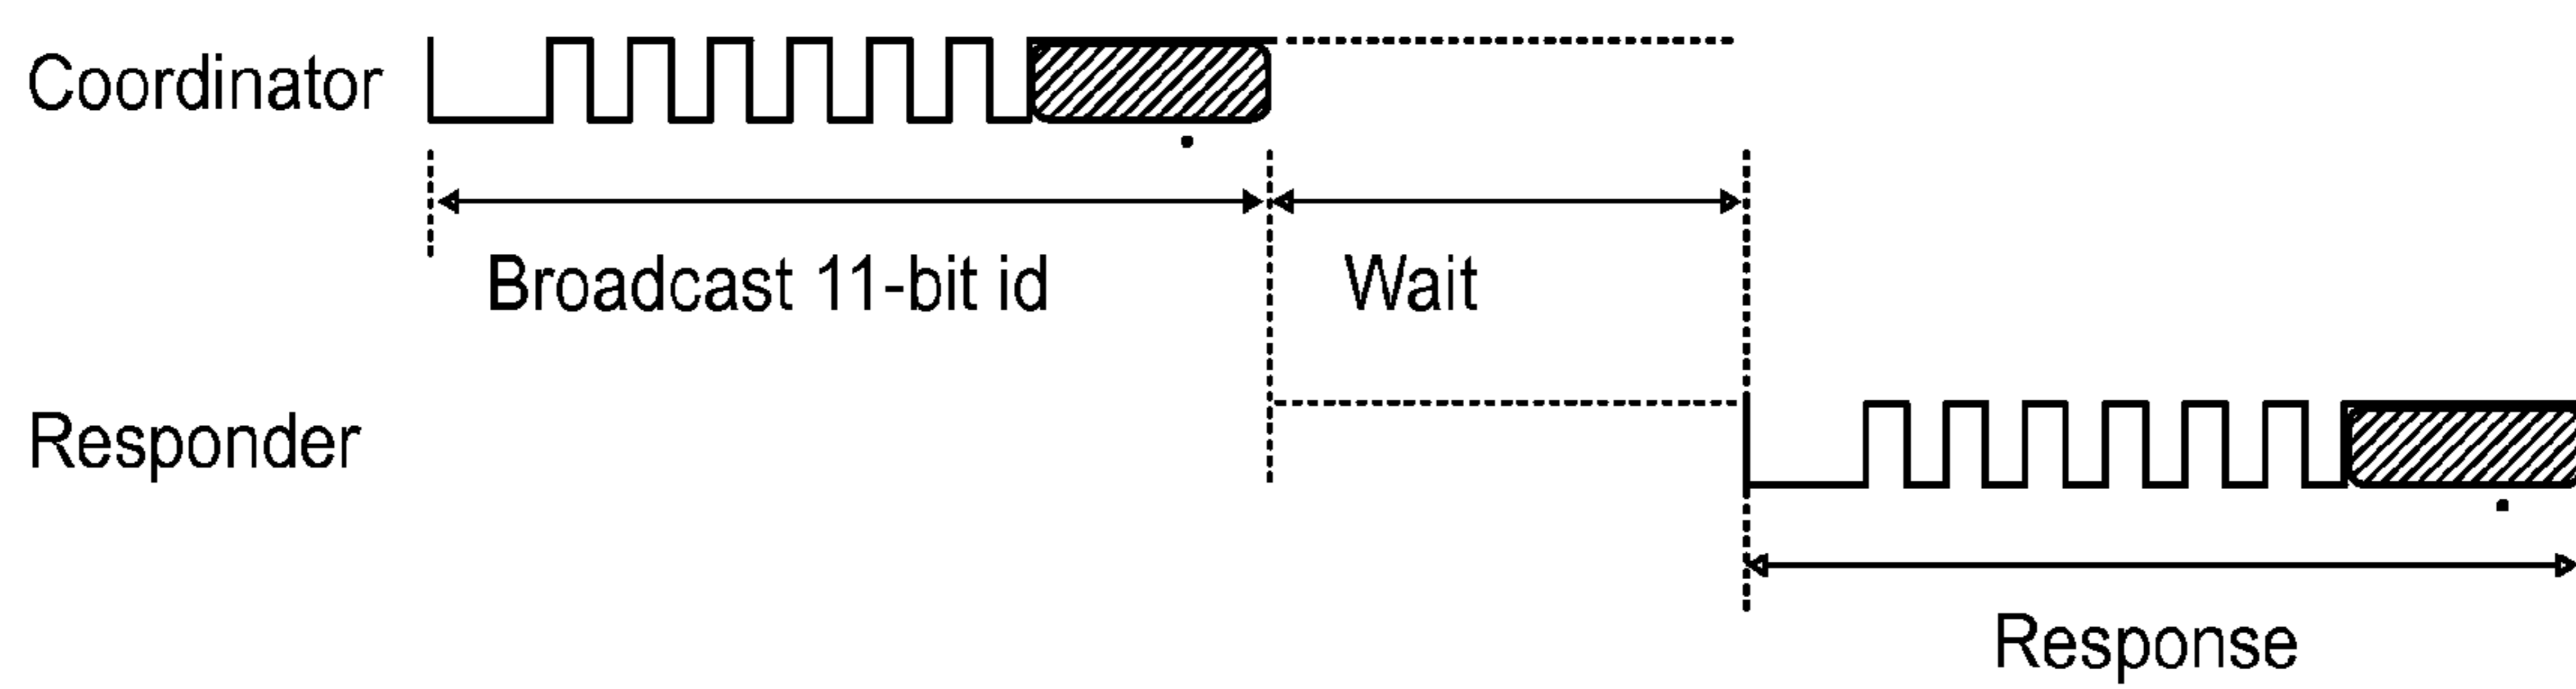 Coordinator
Broadcast 11-bit id
Wait
Responder
Response